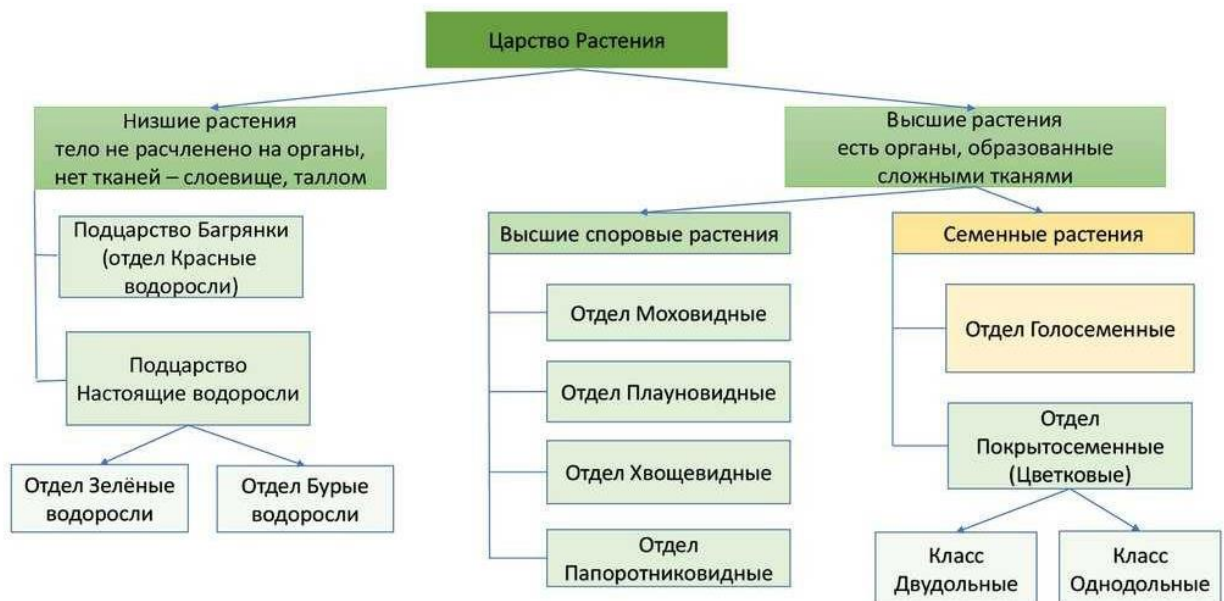 Царство Растения
Низшие растения
тело не расчленено на органы,
нет тканей – слоевище, таллом
Подцарство Багрянки
(отдел Красные
водоросли)
Подцарство
Настоящие водоросли
Отдел Зелёные
водоросли
Отдел Бурые
водоросли
Высшие растения
есть органы, образованные
сложными тканями
Высшие споровые растения
Отдел Моховидные
Отдел Плауновидные
Отдел Хвощевидные
Отдел
Папоротниковидные
Семенные растения
Отдел Голосеменные
Отдел
Покрытосеменные
(Цветковые)
Класс
Двудольные
Класс
Однодольные